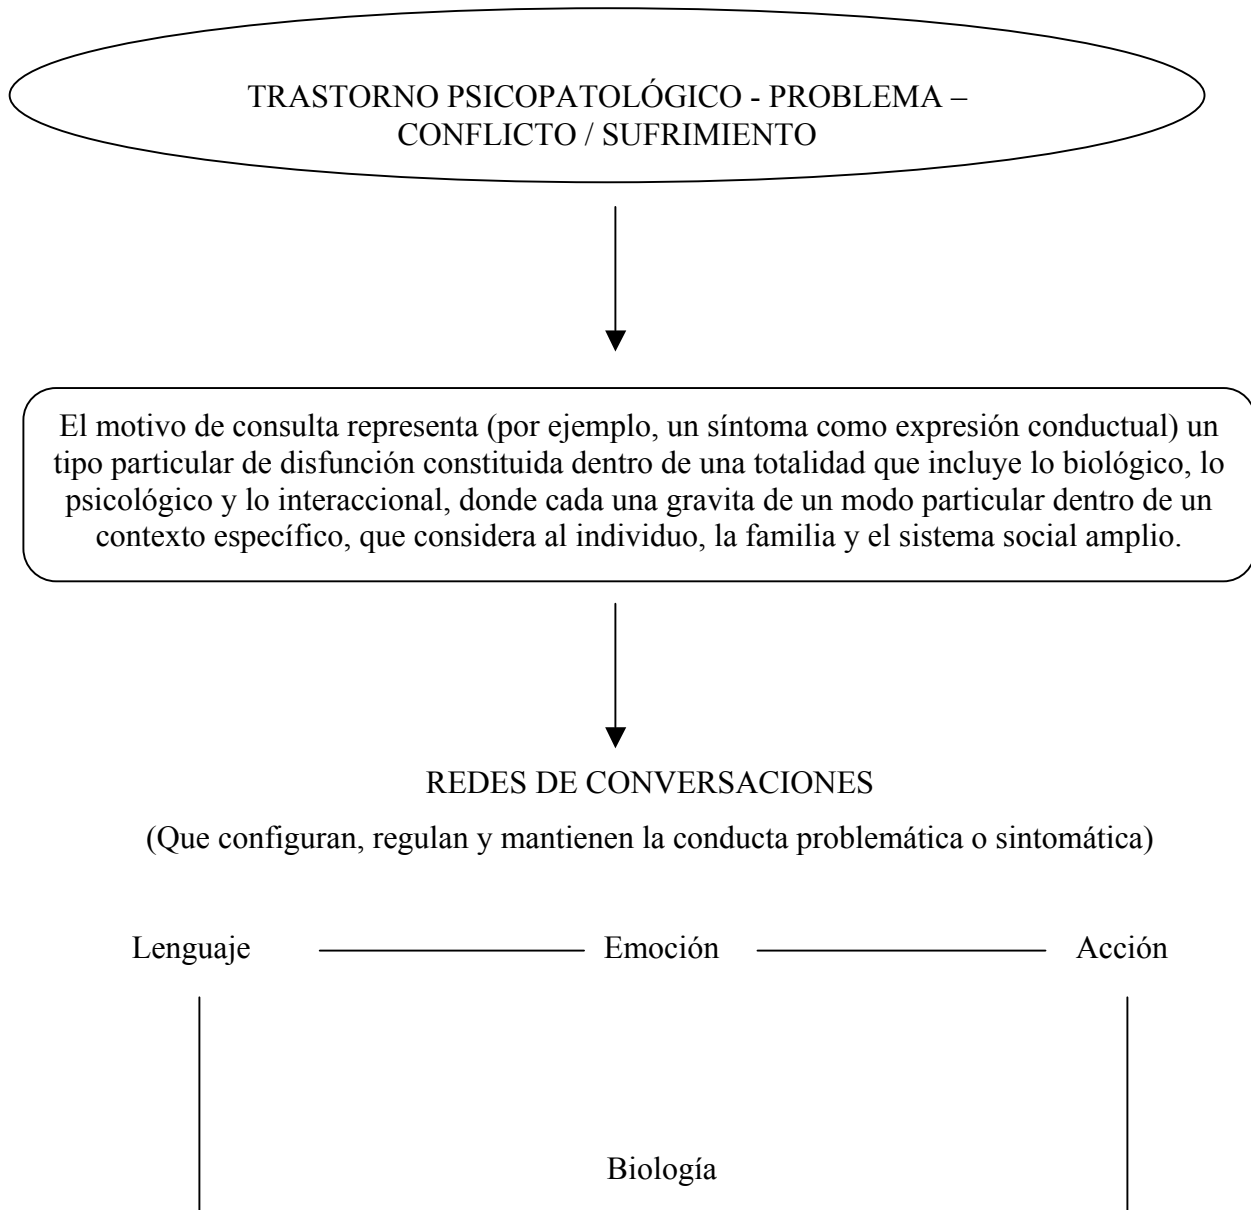 TRASTORNO PSICOPATOLÓGICO - PROBLEMA –
CONFLICTO / SUFRIMIENTO
El motivo de consulta representa (por ejemplo, un síntoma como expresión conductual) un
tipo particular de disfunción constituida dentro de una totalidad que incluye lo biológico, lo
psicológico y lo interaccional, donde cada una gravita de un modo particular dentro de un
contexto específico, que considera al individuo, la familia y el sistema social amplio.
REDES DE CONVERSACIONES
(Que configuran, regulan y mantienen la conducta problemática o sintomática)
Lenguaje Emoción Acción
Biología